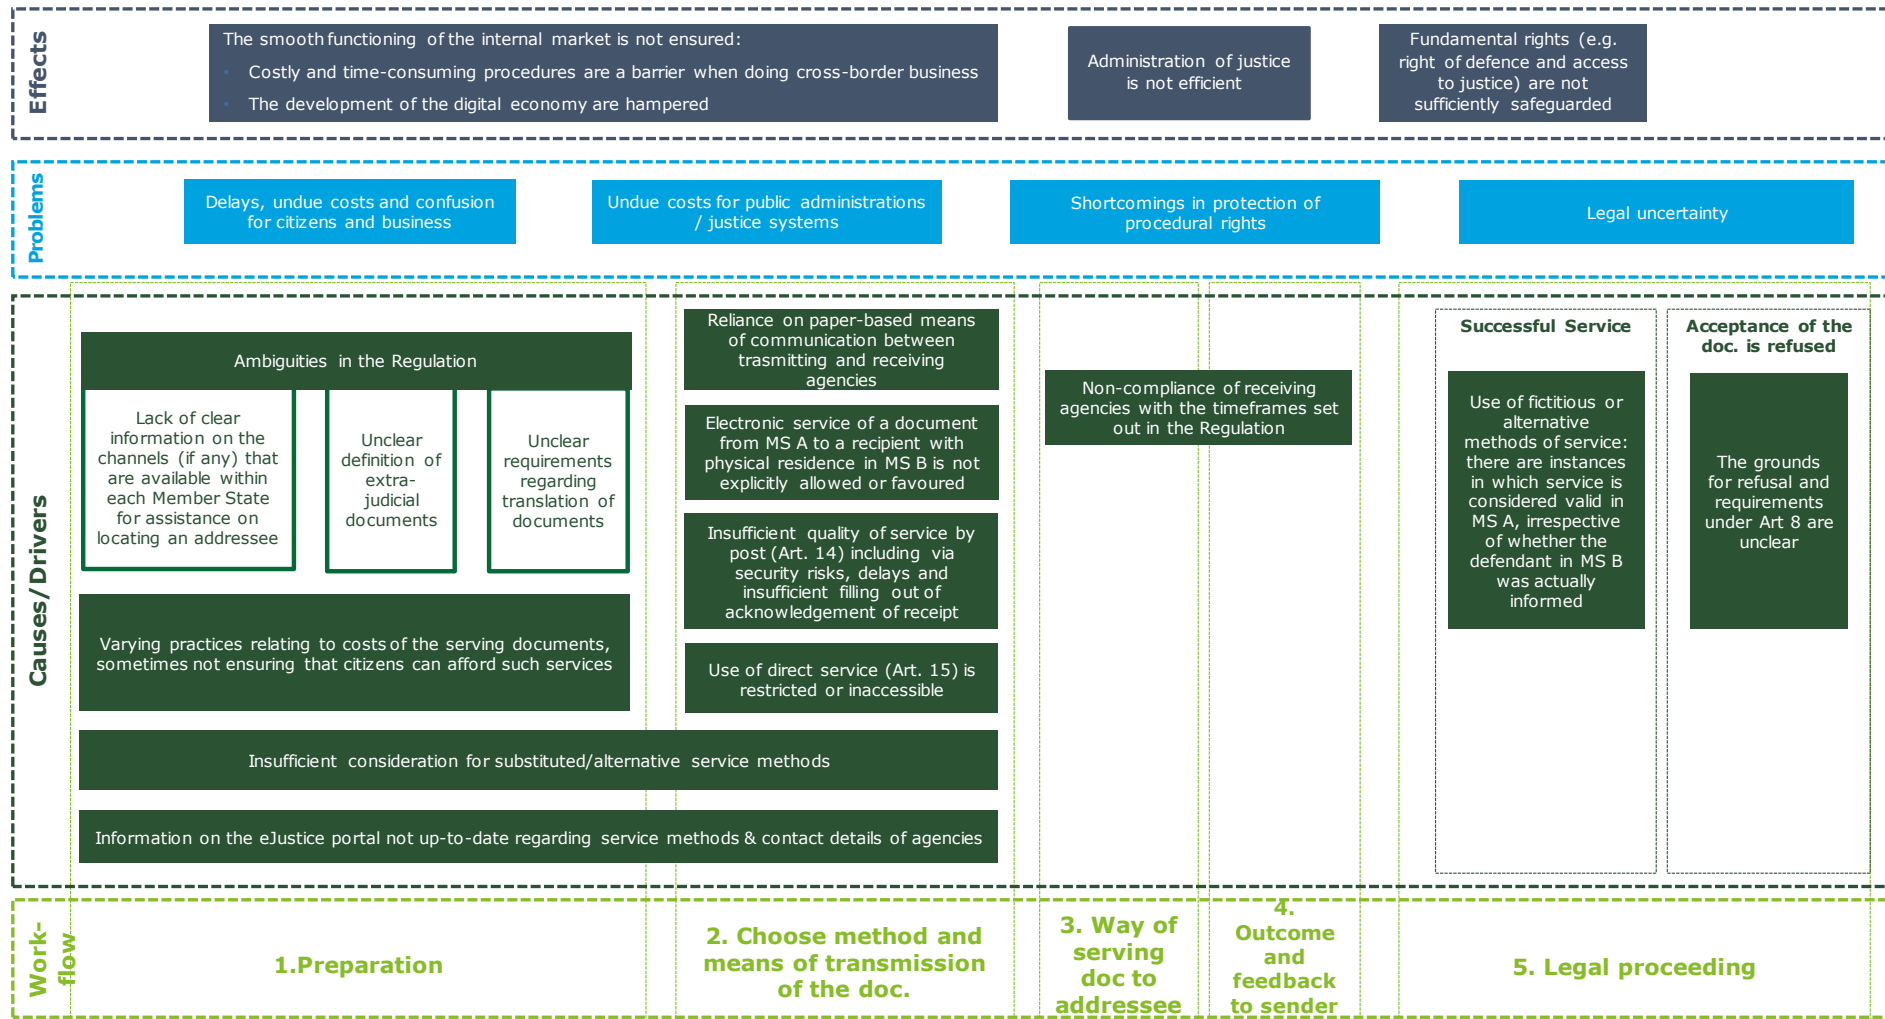 Effects
The smooth functioning of the internal market is not ensured:
• Costly and time-consuming procedures are a barrier when doing cross-border business
• The development of the digital economy are hampered
Administration of justice
is not efficient
Fundamental rights (e.g.
right of defence and access
to justice) are not
sufficiently safeguarded
Problems
Delays, undue costs and confusion
for citizens and business
Undue costs for public administrations
/ justice systems
Shortcomings in protection of
procedural rights
Legal uncertainty
Causes/Drivers
Ambiguities in the Regulation
Lack of clear
information on the
channels (if any) that
are available within
each Member State
for assistance on
locating an addressee
Unclear
definition of
extra-
judicial
documents
Unclear
requirements
regarding
translation of
documents
Varying practices relating to costs of the serving documents,
sometimes not ensuring that citizens can afford such services
Insufficient consideration for substituted/alternative service methods
Information on the eJustice portal not up-to-date regarding service methods & contact details of agencies
Reliance on paper-based means
of communication between
trasmitting and receiving
agencies
Electronic service of a document
from MS A to a recipient with
physical residence in MS B is not
explicitly allowed or favoured
Insufficient quality of service by
post (Art. 14) including via
security risks, delays and
insufficient filling out of
acknowledgement of receipt
Use of direct service (Art. 15) is
restricted or inaccessible
Non-compliance of receiving
agencies with the timeframes set
out in the Regulation
Successful Service
Use of fictitious or
alternative
methods of service:
there are instances
in which service is
considered valid in
MS A, irrespective
of whether the
defendant in MS B
was actually
informed
Acceptance of the
doc. is refused
The grounds
for refusal and
requirements
under Art 8 are
unclear
Work-
flow
1.Preparation
2. Choose method and
means of transmission
of the doc.
3. Way of
serving
doc to
addressee
4.
Outcome
and
feedback
to sender
5. Legal proceeding